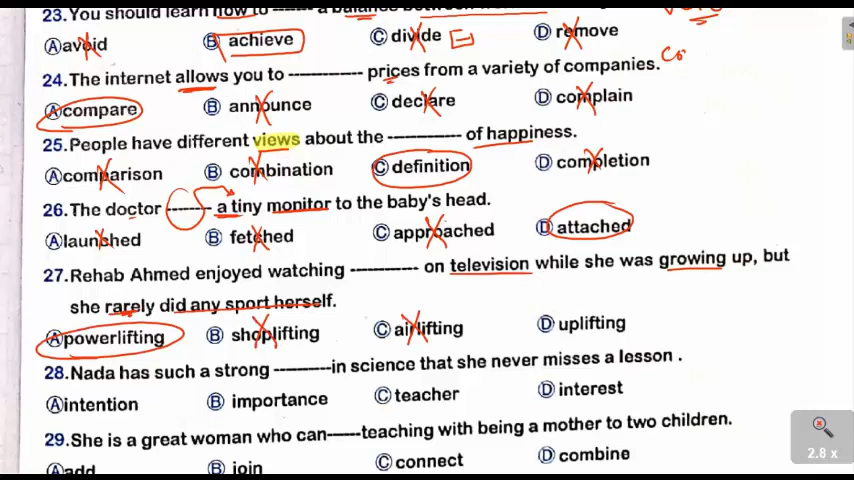 23.You should learn how to ---------- a balance between
Ⓐavoid Ⓑ achieve Ⓒ divide Ⓓ remove
24.The internet allows you to ------------ prices from a variety of companies. Co
Ⓐcompare Ⓑ announce Ⓒ declare Ⓓ complain
25.People have different views about the ------------ of happiness.
Ⓐcomparison Ⓑ combination Ⓒ definition Ⓓ completion
26.The doctor -------- a tiny monitor to the baby's head.
Ⓐlaunched Ⓑ fetched Ⓒ approached Ⓓ attached
27.Rehab Ahmed enjoyed watching ----------- on television while she was growing up, but
she rarely did any sport herself.
Ⓐpowerlifting Ⓑ shoplifting Ⓒ airlifting Ⓓ uplifting
28.Nada has such a strong ---------in science that she never misses a lesson .
Ⓐintention Ⓑ importance Ⓒ teacher Ⓓ interest
29.She is a great woman who can-----teaching with being a mother to two children.
Ⓐadd Ⓑ join Ⓒ connect Ⓓ combine
2.8 x